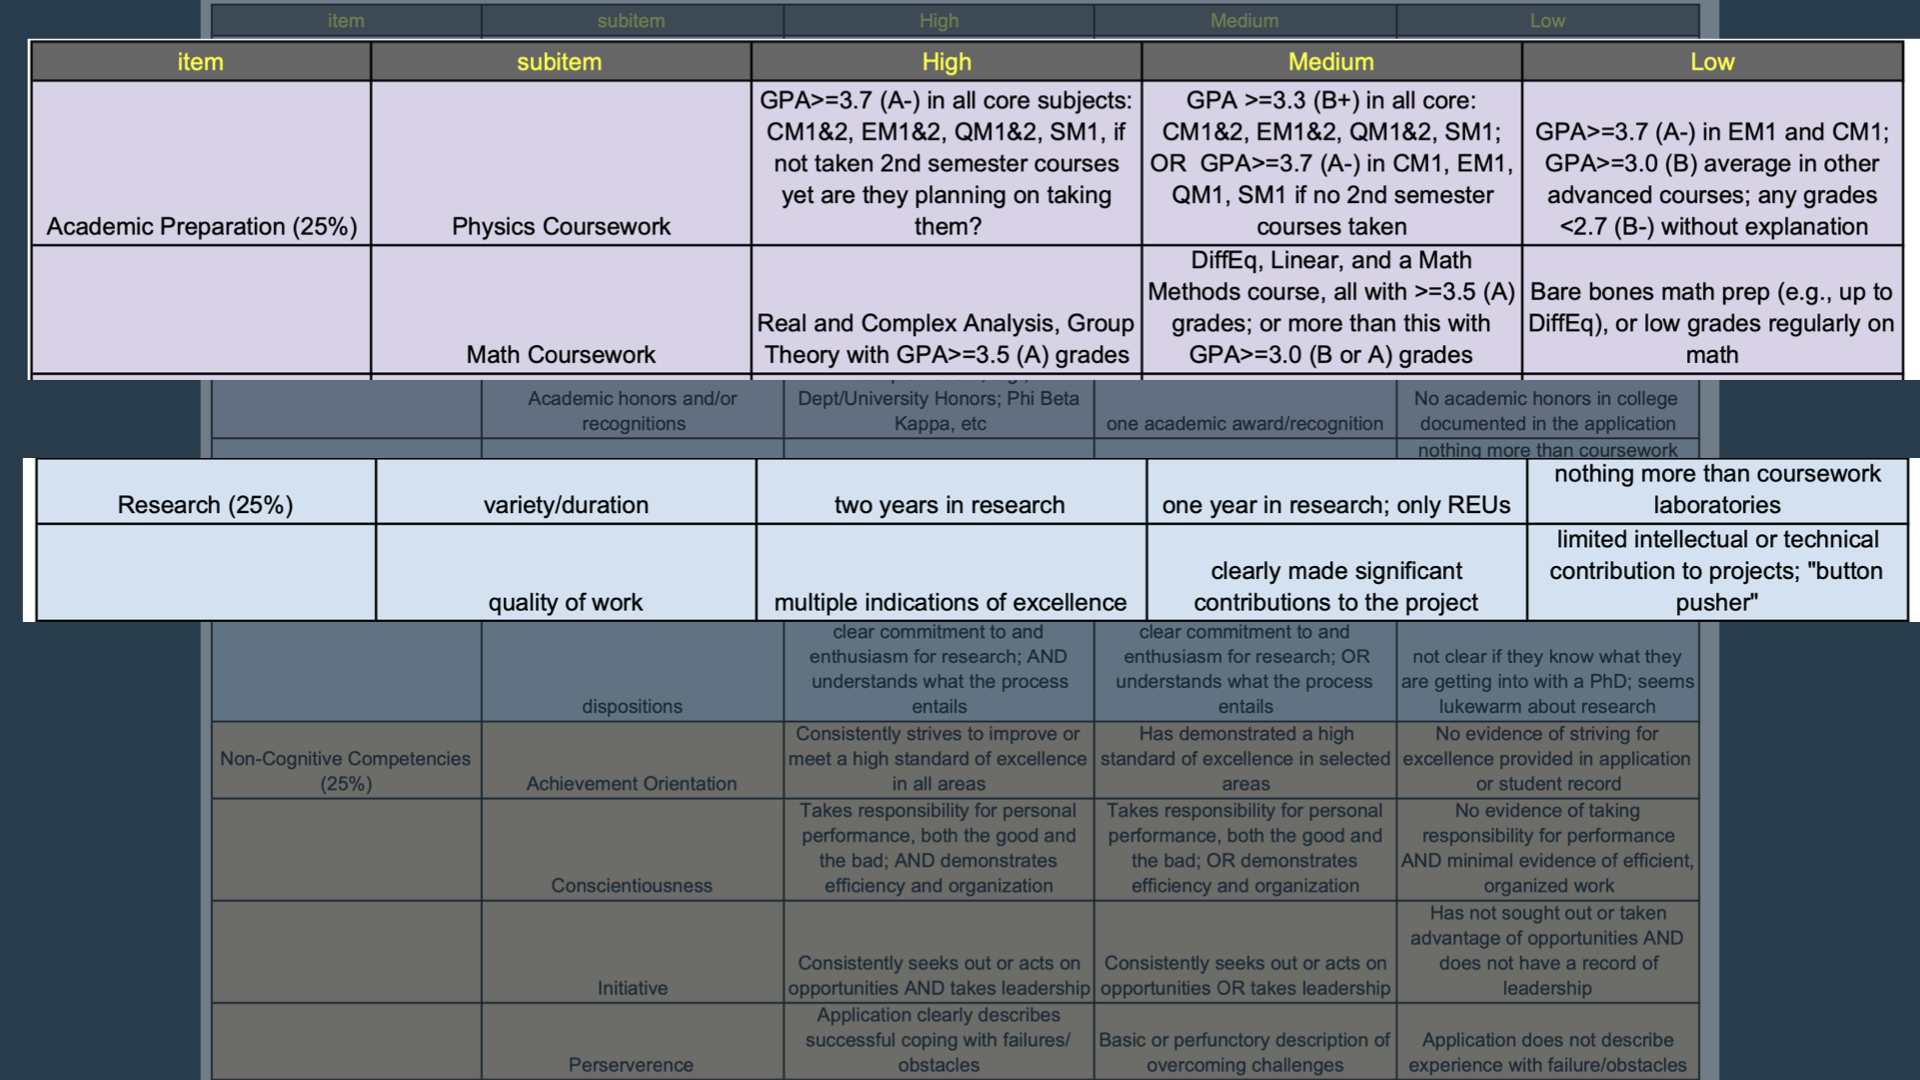 item subitem High Medium Low
item subitem High Medium Low
GPA>=3.7 (A-) in all core subjects:
CM1&2, EM1&2, QM1&2, SM1, if
not taken 2nd semester courses
yet are they planning on taking
them?
GPA >=3.3 (B+) in all core:
CM1&2, EM1&2, QM1&2, SM1;
OR GPA>=3.7 (A-) in CM1, EM1,
QM1, SM1 if no 2nd semester
courses taken
GPA>=3.7 (A-) in EM1 and CM1;
GPA>=3.0 (B) average in other
advanced courses; any grades
<2.7 (B-) without explanation
Academic Preparation (25%)
Physics Coursework
Math Coursework
Real and Complex Analysis, Group
Theory with GPA>=3.5 (A) grades
DiffEq, Linear, and a Math
Methods course, all with >=3.5 (A)
grades; or more than this with
GPA>=3.0 (B or A) grades
Bare bones math prep (e.g., up to
DiffEq), or low grades regularly on
math
Academic honors and/or
recognitions
Dept/University Honors; Phi Beta
Kappa, etc
one academic award/recognition
No academic honors in college
documented in the application
nothing more than coursework
Research (25%)
variety/duration
two years in research
one year in research; only REUs
nothing more than coursework
laboratories
quality of work
multiple indications of excellence
clearly made significant
contributions to the project
limited intellectual or technical
contribution to projects; "button
pusher"
dispositions
clear commitment to and
enthusiasm for research; AND
understands what the process
entails
clear commitment to and
enthusiasm for research; OR
understands what the process
entails
not clear if they know what they
are getting into with a PhD; seems
lukewarm about research
Non-Cognitive Competencies
(25%)
Achievement Orientation
Consistently strives to improve or
meet a high standard of excellence
in all areas
Has demonstrated a high
standard of excellence in selected
areas
No evidence of striving for
excellence provided in application
or student record
Conscientiousness
Takes responsibility for personal
performance, both the good and
the bad; AND demonstrates
efficiency and organization
Takes responsibility for personal
performance, both the good and
the bad; OR demonstrates
efficiency and organization
No evidence of taking
responsibility for performance
AND minimal evidence of efficient,
organized work
Initiative
Consistently seeks out or acts on
opportunities AND takes leadership
Consistently seeks out or acts on
opportunities OR takes leadership
Has not sought out or taken
advantage of opportunities AND
does not have a record of
leadership
Perserverence
Application clearly describes
successful coping with failures/
obstacles
Basic or perfunctory description of
overcoming challenges
Application does not describe
experience with failure/obstacles